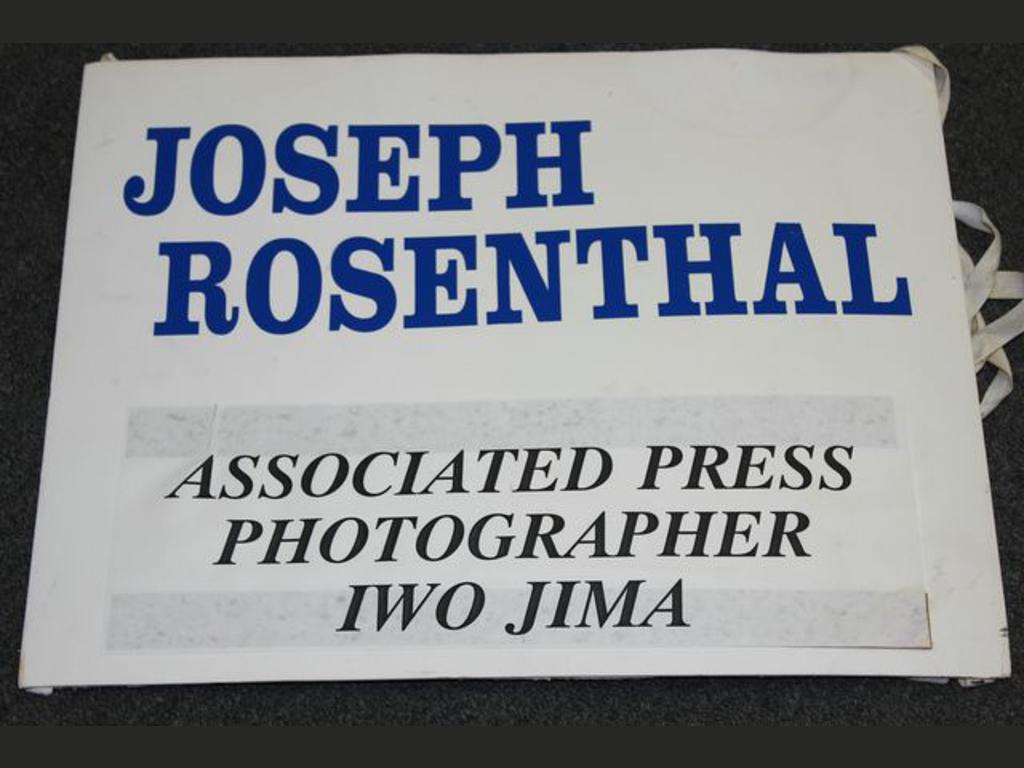 JOSEPH
ROSENTHAL
ASSOCIATED PRESS
PHOTOGRAPHER
IWO JIMA